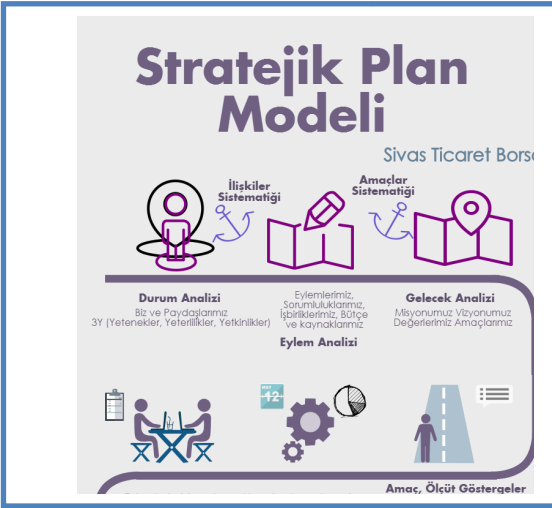 Stratejik Plan
Modeli
Sivas Ticaret Bors
İlişkiler
Sistematiği
Amaçlar
Sistematiği
Durum Analizi
Biz ve Paydaşlarımız
3Y (Yetenekler, Yeterlilikler, Yetkinlikler)
Eylemlerimiz,
Sorumluluklarımız,
İşbirliklerimiz, Bütçe
ve kaynaklarımız
Eylem Analizi
Gelecek Analizi
Misyonumuz Vizyonumuz
Değerlerimiz Amaçlarımız
12
Amaç, Ölçüt Göstergeler